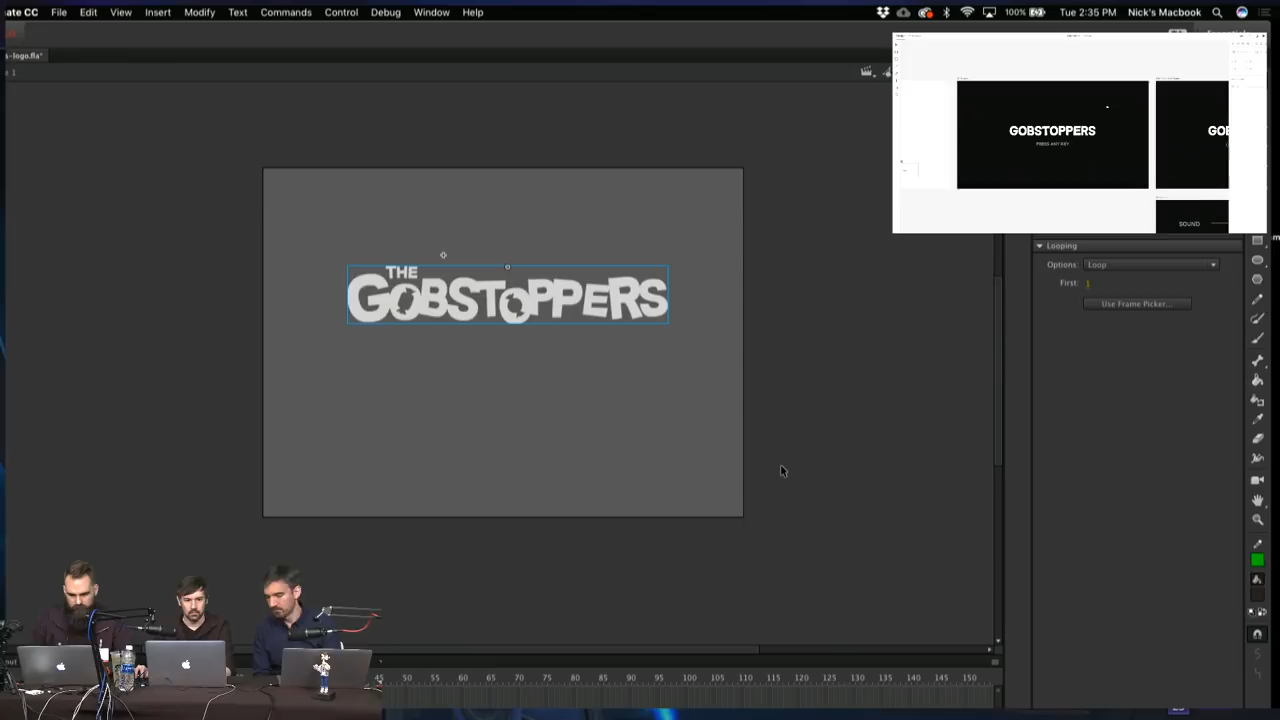 nate CC File Edit View Insert Modify Text Commands Control Debug Window Help
100% Tue 2:35 PM Nick's Macbook
s-logo.fla*
GOBSTOPPERS
PRESS ANY KEY
GOB
SOUND
Looping
Options: Loop
First: 1
Use Frame Picker...
THE
GOBSTOPPERS
45 50 55 60 65 70 75 80 85 90 95 100 105 110 115 120 125 130 135 140 145 150